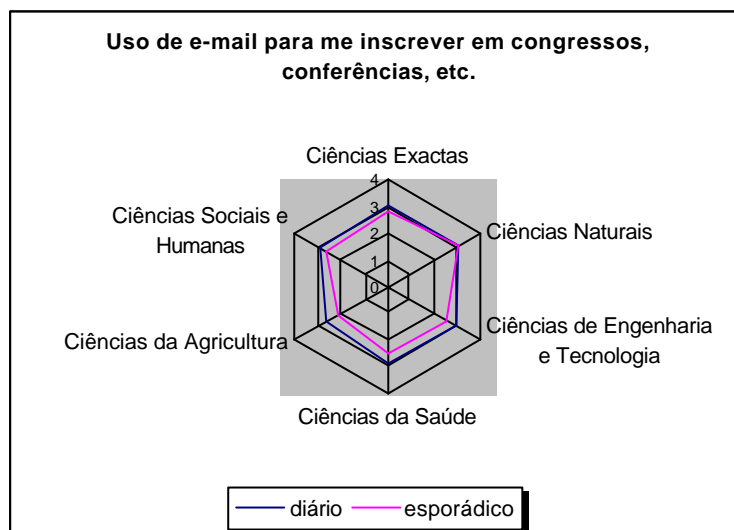 Uso de e-mail para me inscrever em congressos,
conferências, etc.
Ciências Exactas
4
3
2
1
0
Ciências Naturais
Ciências de Engenharia
e Tecnologia
Ciências da Saúde
Ciências da Agricultura
Ciências Sociais e
Humanas
diário
esporádico